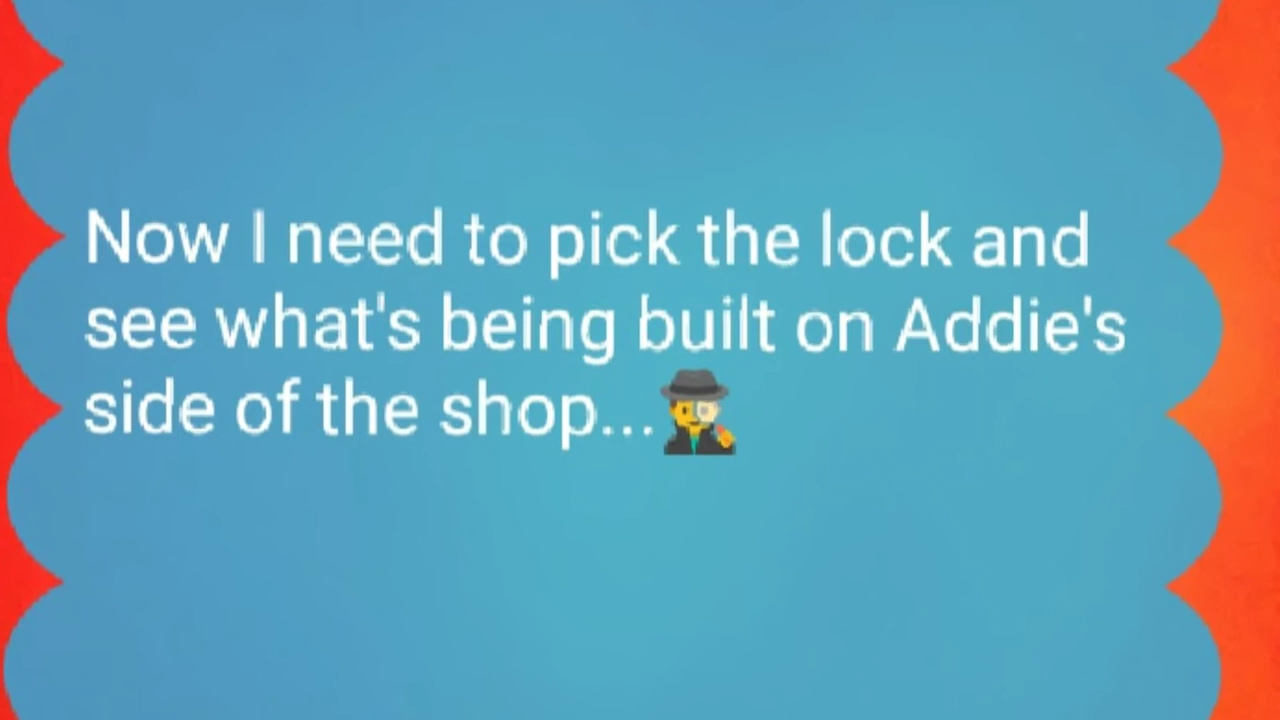 Now I need to pick the lock and
see what's being built on Addie's
side of the shop...🕵️